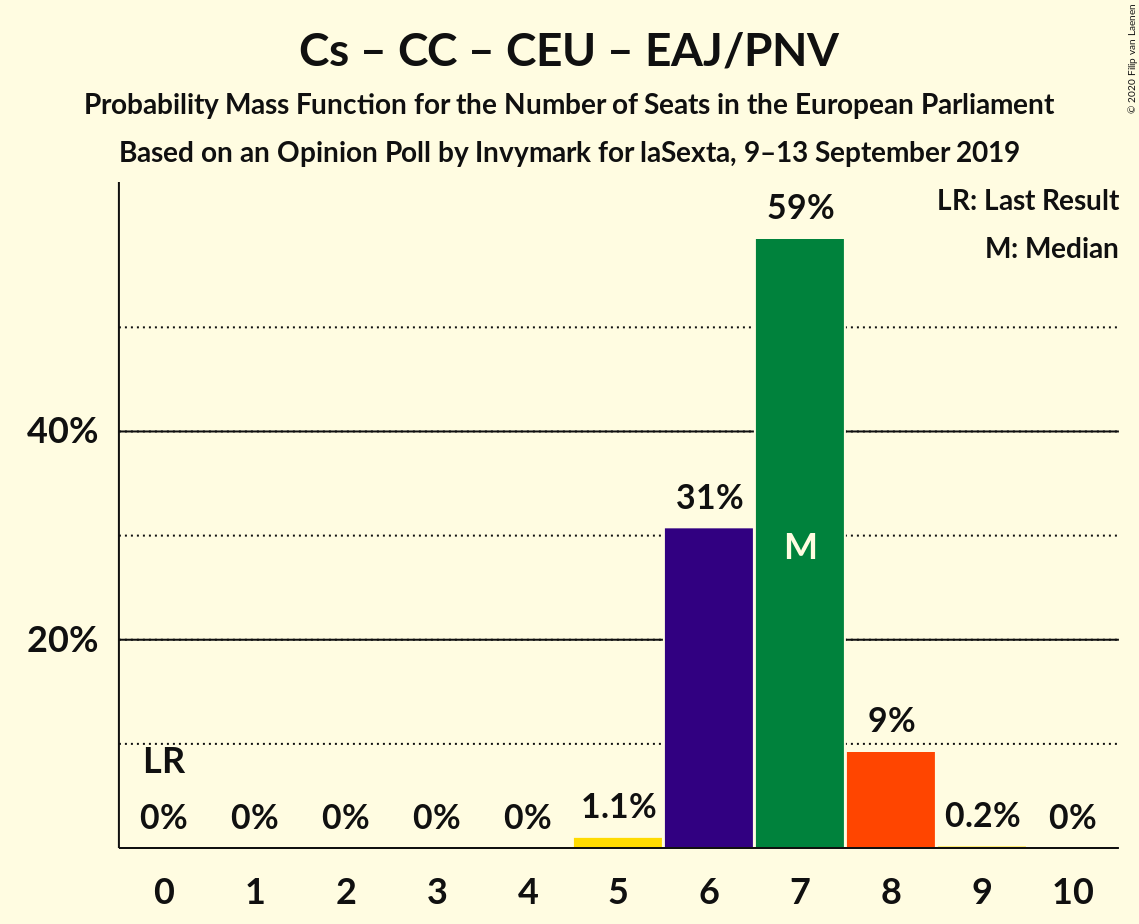 Cs – CC – CEU – EAJ/PNV
Probability Mass Function for the Number of Seats in the European Parliament
Based on an Opinion Poll by Invymark for laSexta, 9–13 September 2019
© 2020 Filip van Laenen
LR: Last Result
M: Median
59%
40%
31%
M
20%
9%
LR
0% 0% 0% 0% 0% 1.1% 0.2% 0%
0 1 2 3 4 5 6 7 8 9 10